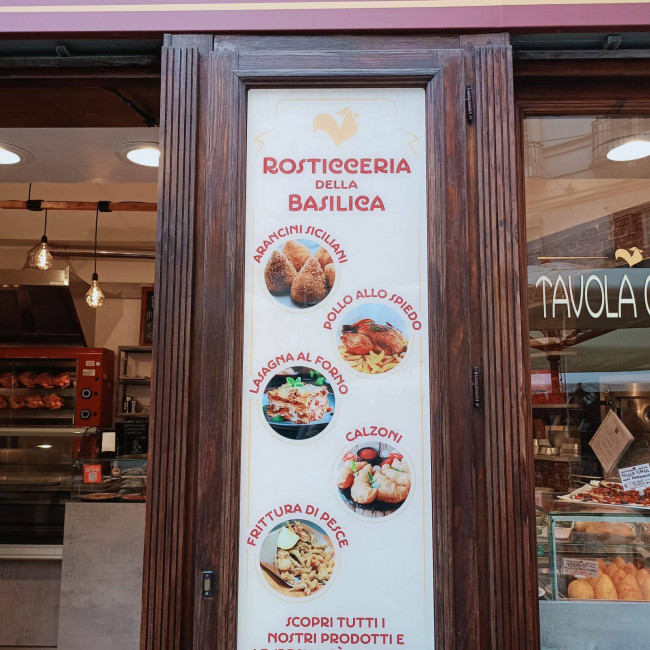 ROSTICCERIA
DELLA
BASILICA
ARANCINI SICILIANI
POLLO ALLO SPIEDO
LASAGNA AL FORNO
CALZONI
FRITTURA DI PESCE
SCOPRI TUTTI I
NOSTRI PRODOTTI E
TAVOLA